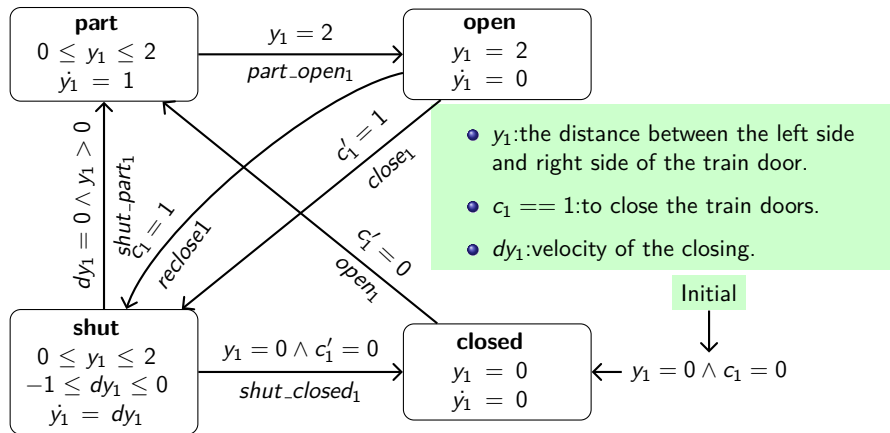 part
0 ≤ y₁ ≤ 2
ẏ₁ = 1
y₁ = 2
part_open₁
open
y₁ = 2
ẏ₁ = 0
dy₁ = 0 ∧ y₁ > 0
shut_part₁
c₁ = 1
reclose1
c₁′ = 1
close₁
c₁′ = 0
open₁
y₁:the distance between the left side
and right side of the train door.
c₁ == 1:to close the train doors.
dy₁:velocity of the closing.
Initial
shut
0 ≤ y₁ ≤ 2
−1 ≤ dy₁ ≤ 0
ẏ₁ = dy₁
y₁ = 0 ∧ c₁′ = 0
shut_closed₁
closed
y₁ = 0
ẏ₁ = 0
y₁ = 0 ∧ c₁ = 0